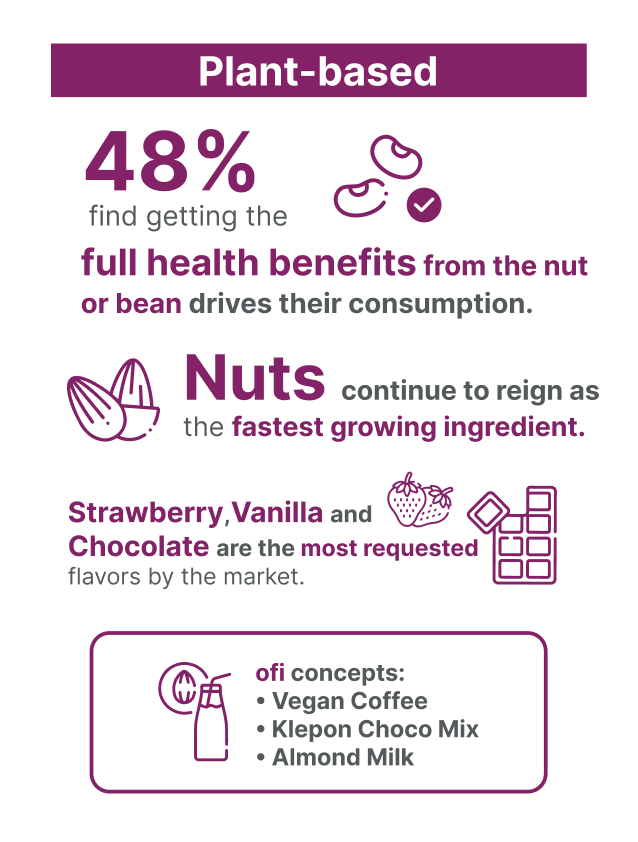 Plant-based
48%
find getting the
full health benefits from the nut
or bean drives their consumption.
Nuts continue to reign as
the fastest growing ingredient.
Strawberry,Vanilla and
Chocolate are the most requested
flavors by the market.
ofi concepts:
• Vegan Coffee
• Klepon Choco Mix
• Almond Milk